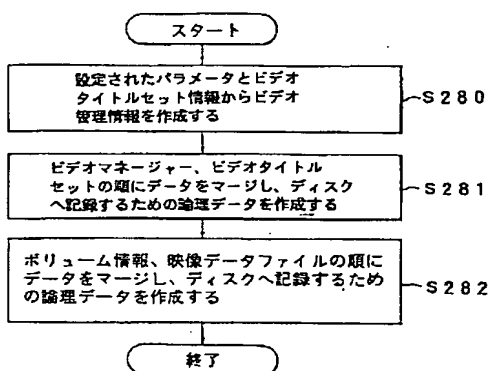 スタート
設定されたパラメータとビデオ
タイトルセット情報からビデオ
管理情報を作成する
S280
ビデオマネージャー、ビデオタイトル
セットの順にデータをマージし、ディスク
へ記録するための論理データを作成する
S281
ボリューム情報、映像データファイルの順に
データをマージし、ディスクへ記録するため
の論理データを作成する
S282
終了